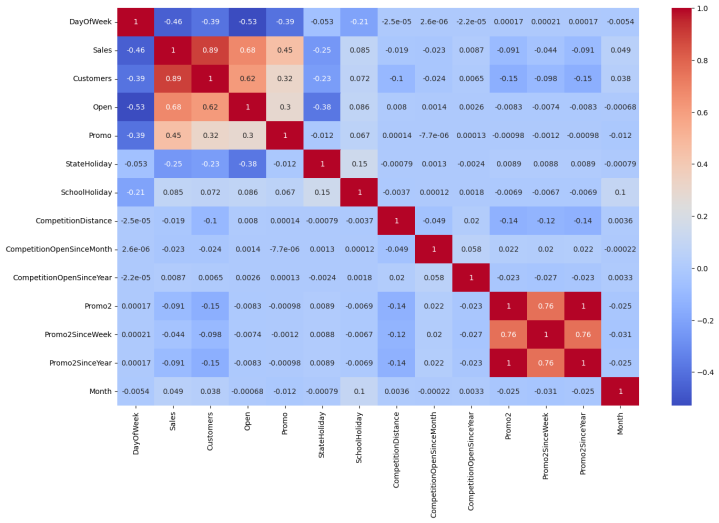 DayOfWeek 1 -0.46 -0.39 -0.53 -0.39 -0.053 -0.21 -2.5e-05 2.6e-06 -2.2e-05 0.00017 0.00021 0.00017 -0.0054
Sales -0.46 1 0.89 0.68 0.45 -0.25 0.085 -0.019 -0.023 0.0087 -0.091 -0.044 -0.091 0.049
Customers -0.39 0.89 1 0.62 0.32 -0.23 0.072 -0.1 -0.024 0.0065 -0.15 -0.098 -0.15 0.038
Open -0.53 0.68 0.62 1 0.3 -0.38 0.086 0.008 0.0014 0.0026 -0.0083 -0.0074 -0.0083 -0.00068
Promo -0.39 0.45 0.32 0.3 1 -0.012 0.067 0.00014 -7.7e-06 0.00013 -0.00098 -0.0012 -0.00098 -0.012
StateHoliday -0.053 -0.25 -0.23 -0.38 -0.012 1 0.15 -0.00079 0.0013 -0.0024 0.0089 0.0088 0.0089 -0.00079
SchoolHoliday -0.21 0.085 0.072 0.086 0.067 0.15 1 -0.0037 0.00012 0.0018 -0.0069 -0.0067 -0.0069 0.1
CompetitionDistance -2.5e-05 -0.019 -0.1 0.008 0.00014 -0.00079 -0.0037 1 -0.049 0.02 -0.14 -0.12 -0.14 0.0036
CompetitionOpenSinceMonth 2.6e-06 -0.023 -0.024 0.0014 -7.7e-06 0.0013 0.00012 -0.049 1 0.058 0.022 0.02 0.022 -0.00022
CompetitionOpenSinceYear -2.2e-05 0.0087 0.0065 0.0026 0.00013 -0.0024 0.0018 0.02 0.058 1 -0.023 -0.027 -0.023 0.0033
Promo2 0.00017 -0.091 -0.15 -0.0083 -0.00098 0.0089 -0.0069 -0.14 0.022 -0.023 1 0.76 1 -0.025
Promo2SinceWeek 0.00021 -0.044 -0.098 -0.0074 -0.0012 0.0088 -0.0067 -0.12 0.02 -0.027 0.76 1 0.76 -0.031
Promo2SinceYear 0.00017 -0.091 -0.15 -0.0083 -0.00098 0.0089 -0.0069 -0.14 0.022 -0.023 1 0.76 1 -0.025
Month -0.0054 0.049 0.038 -0.00068 -0.012 -0.00079 0.1 0.0036 -0.00022 0.0033 -0.025 -0.031 -0.025 1
DayOfWeek
Sales
Customers
Open
Promo
StateHoliday
SchoolHoliday
CompetitionDistance
CompetitionOpenSinceMonth
CompetitionOpenSinceYear
Promo2
Promo2SinceWeek
Promo2SinceYear
Month
1.0
0.8
0.6
0.4
0.2
0.0
-0.2
-0.4